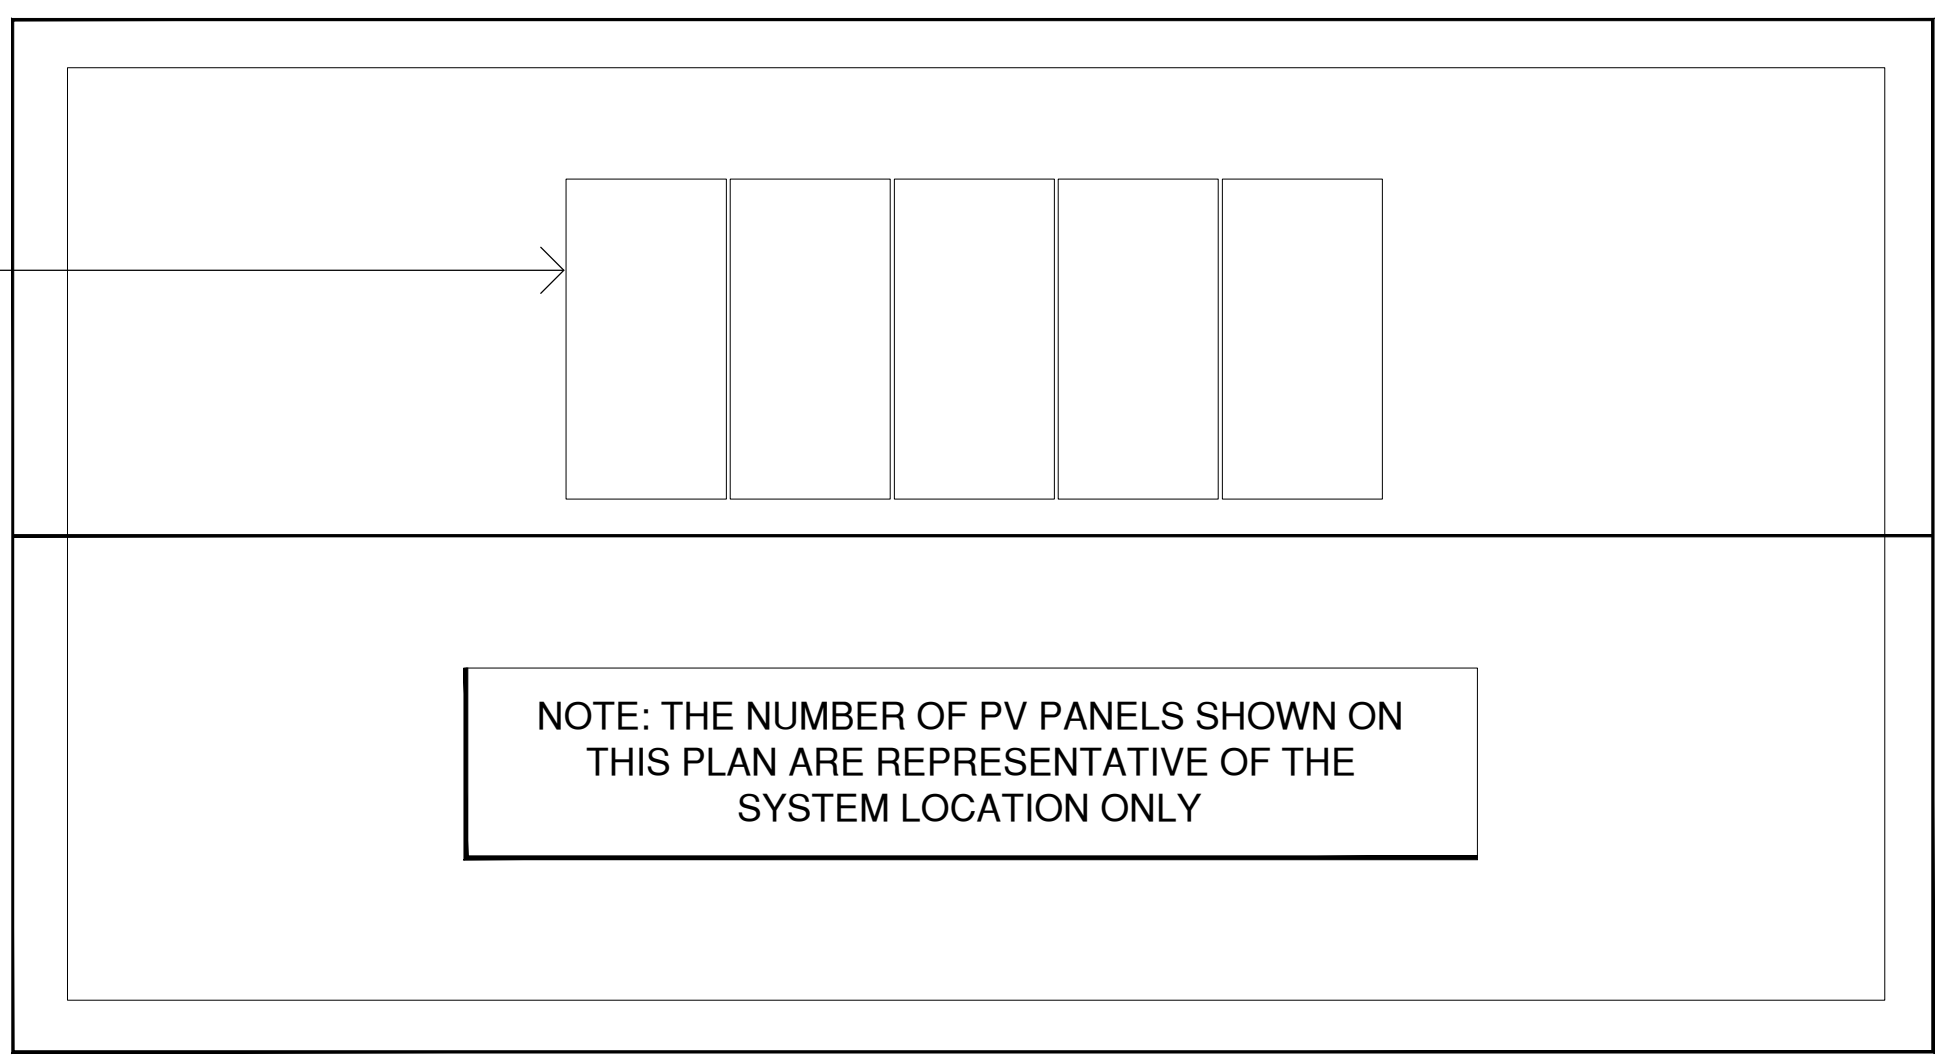 NOTE: THE NUMBER OF PV PANELS SHOWN ON
THIS PLAN ARE REPRESENTATIVE OF THE
SYSTEM LOCATION ONLY